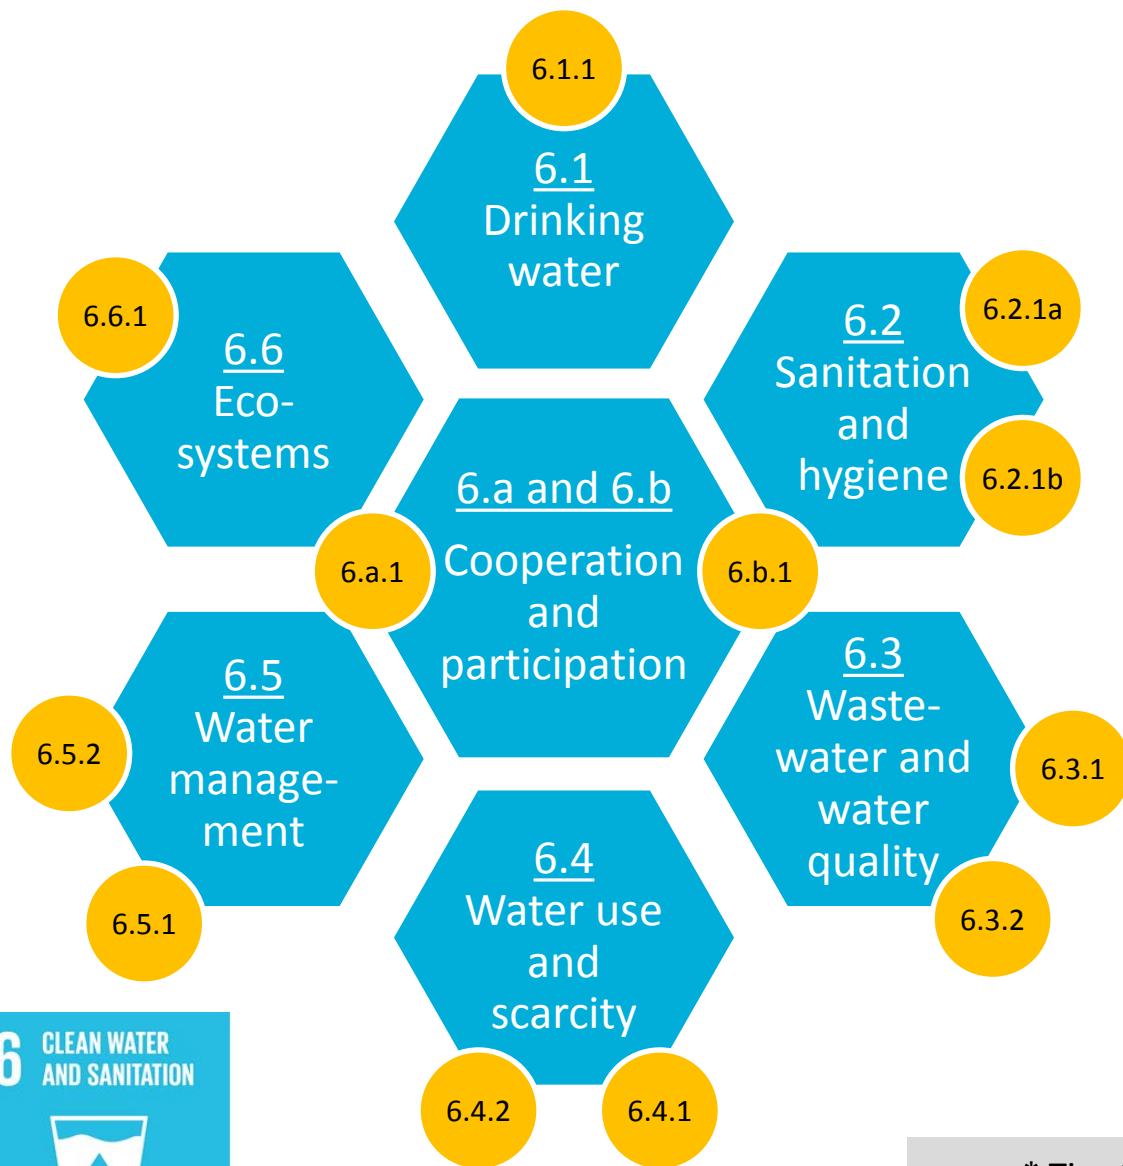 6.1.1
6.1
Drinking
water
6.6.1
6.6
Eco-
systems
6.2.1a
6.2
Sanitation
and
hygiene
6.2.1b
6.a and 6.b
Cooperation
and
participation
6.a.1
6.b.1
6.5
Water
manage-
ment
6.5.2
6.5.1
6.3
Waste-
water and
water
quality
6.3.1
6.3.2
6.4
Water use
and
scarcity
6.4.2
6.4.1
6 CLEAN WATER
AND SANITATION